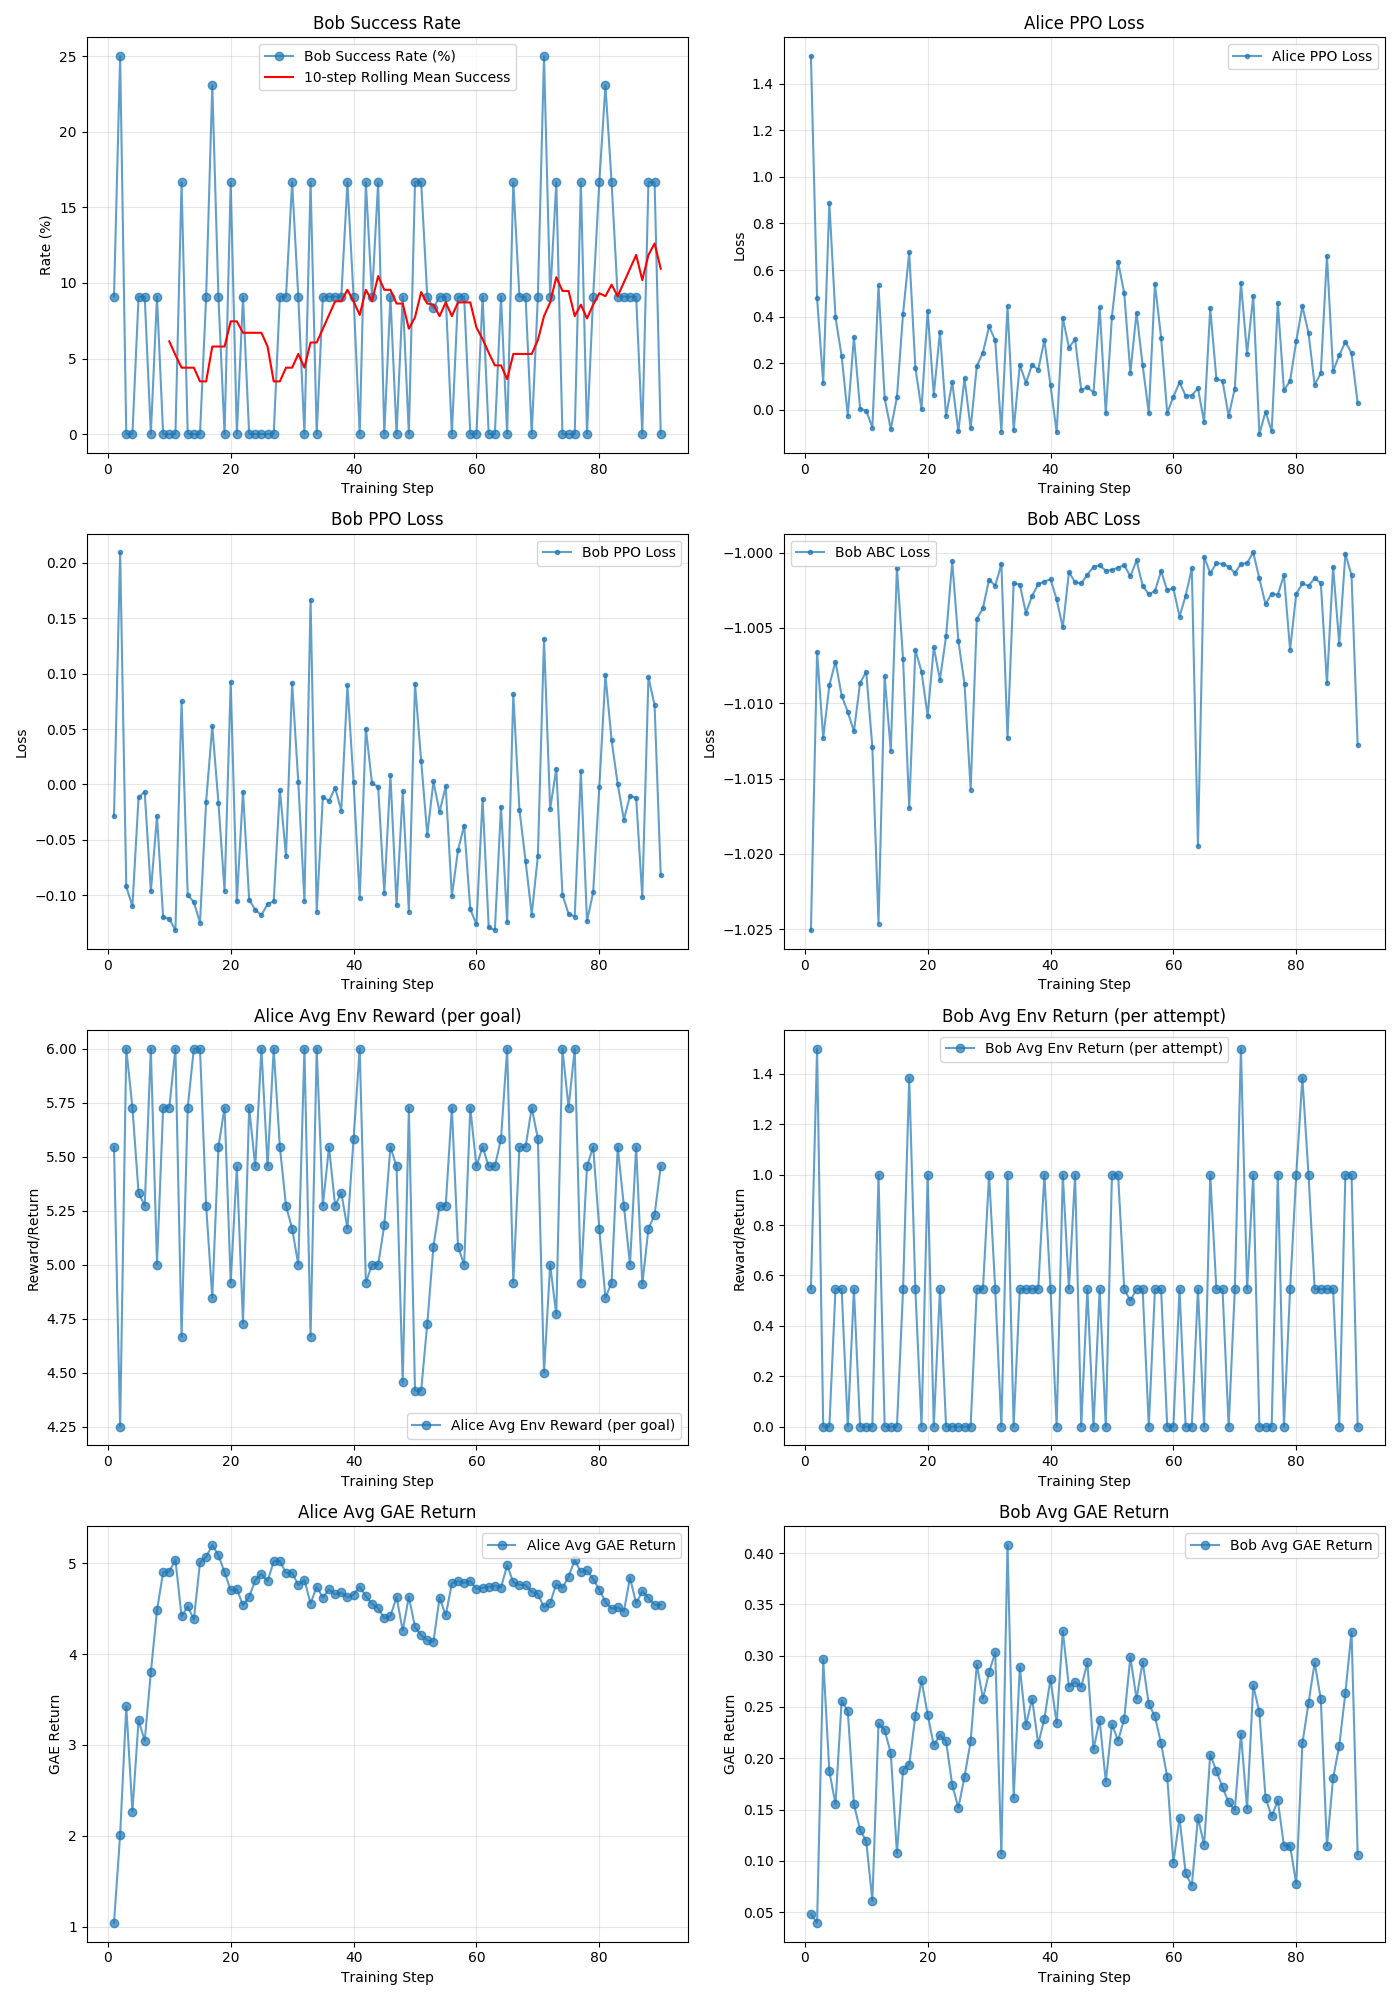 Bob Success Rate
Bob Success Rate (%)
10-step Rolling Mean Success
Rate (%)
25
20
15
10
5
0
0 20 40 60 80
Training Step
Alice PPO Loss
Alice PPO Loss
Loss
1.4
1.2
1.0
0.8
0.6
0.4
0.2
0.0
0 20 40 60 80
Training Step
Bob PPO Loss
Bob PPO Loss
Loss
0.20
0.15
0.10
0.05
0.00
−0.05
−0.10
0 20 40 60 80
Training Step
Bob ABC Loss
Bob ABC Loss
Loss
−1.000
−1.005
−1.010
−1.015
−1.020
−1.025
0 20 40 60 80
Training Step
Alice Avg Env Reward (per goal)
Reward/Return
6.00
5.75
5.50
5.25
5.00
4.75
4.50
4.25
Alice Avg Env Reward (per goal)
0 20 40 60 80
Training Step
Bob Avg Env Return (per attempt)
Bob Avg Env Return (per attempt)
Reward/Return
1.4
1.2
1.0
0.8
0.6
0.4
0.2
0.0
0 20 40 60 80
Training Step
Alice Avg GAE Return
Alice Avg GAE Return
GAE Return
5
4
3
2
1
0 20 40 60 80
Training Step
Bob Avg GAE Return
Bob Avg GAE Return
GAE Return
0.40
0.35
0.30
0.25
0.20
0.15
0.10
0.05
0 20 40 60 80
Training Step